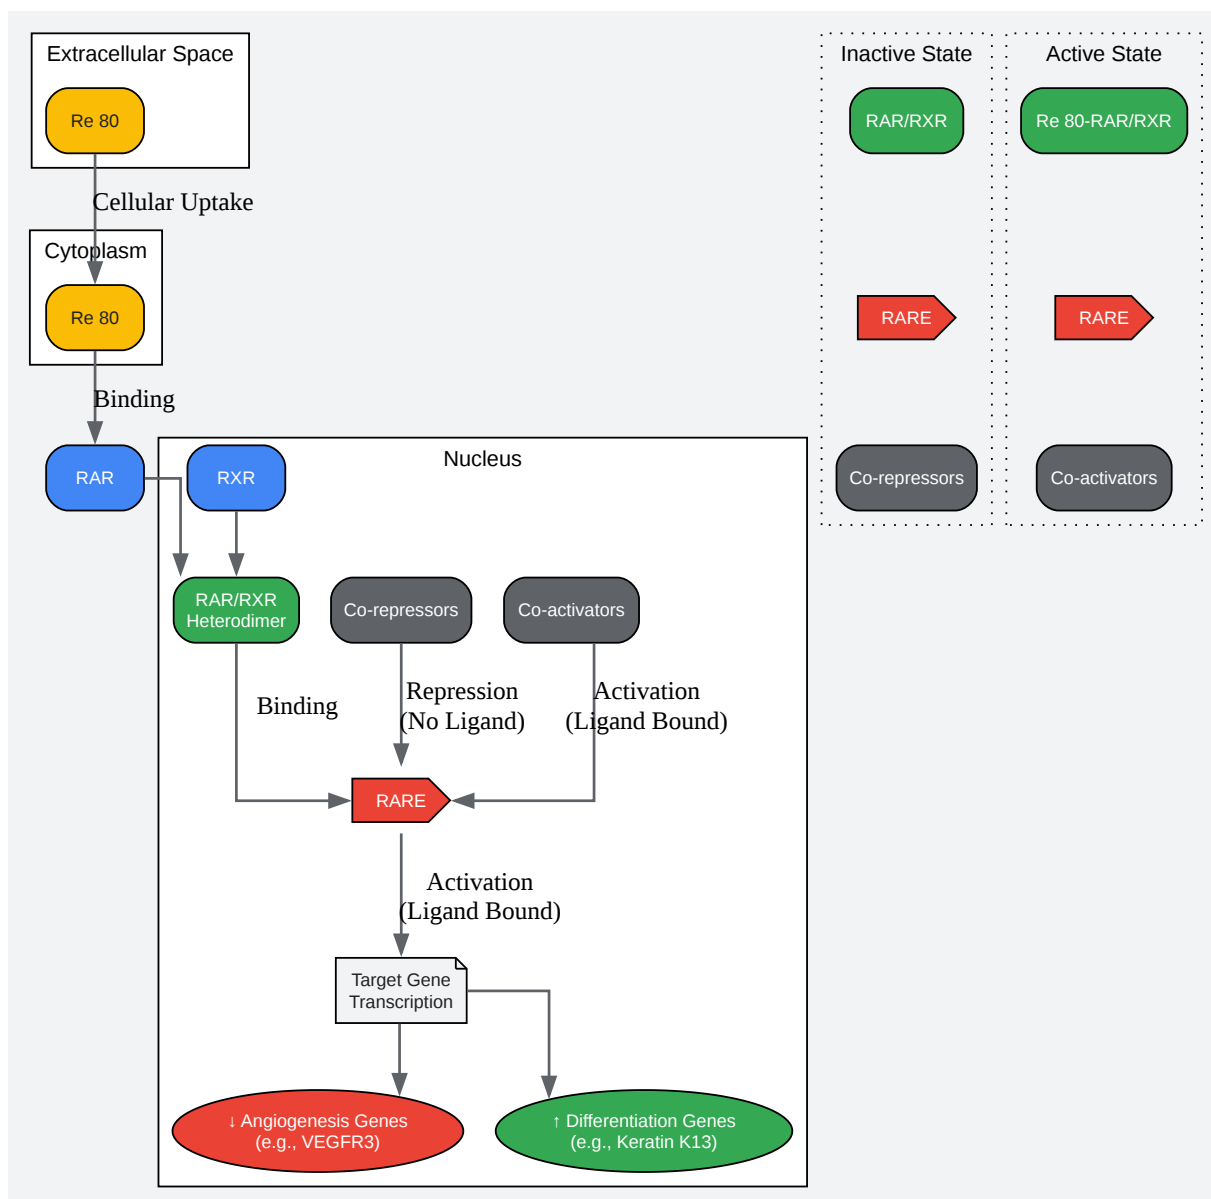 Extracellular Space
Re 80
Cellular Uptake
Cytoplasm
Re 80
Binding
RAR
Nucleus
RXR
RAR/RXR
Heterodimer
Co-repressors
Co-activators
Binding
Repression
(No Ligand)
Activation
(Ligand Bound)
RARE
Activation
(Ligand Bound)
Target Gene
Transcription
↓ Angiogenesis Genes
(e.g., VEGFR3)
↑ Differentiation Genes
(e.g., Keratin K13)
Inactive State
RAR/RXR
RARE
Co-repressors
Active State
Re 80-RAR/RXR
RARE
Co-activators